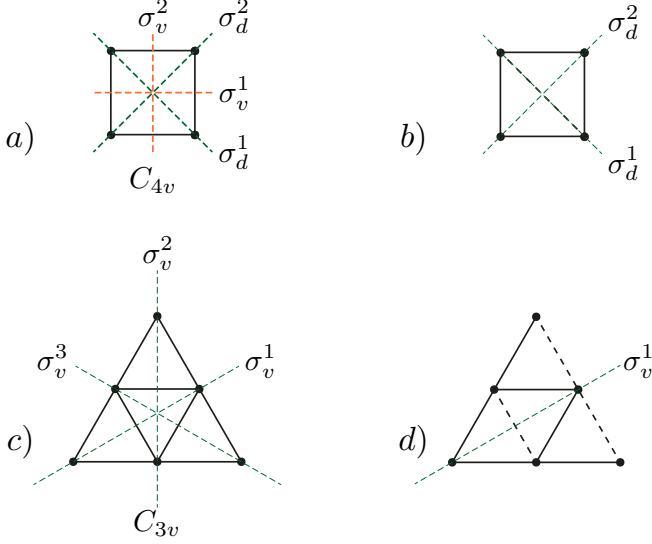 σ_v^2 σ_d^2
σ_v^1
σ_d^1
a)
C_{4v}
σ_d^2
b)
σ_d^1
σ_v^2
σ_v^3 σ_v^1
c)
C_{3v}
σ_v^1
d)